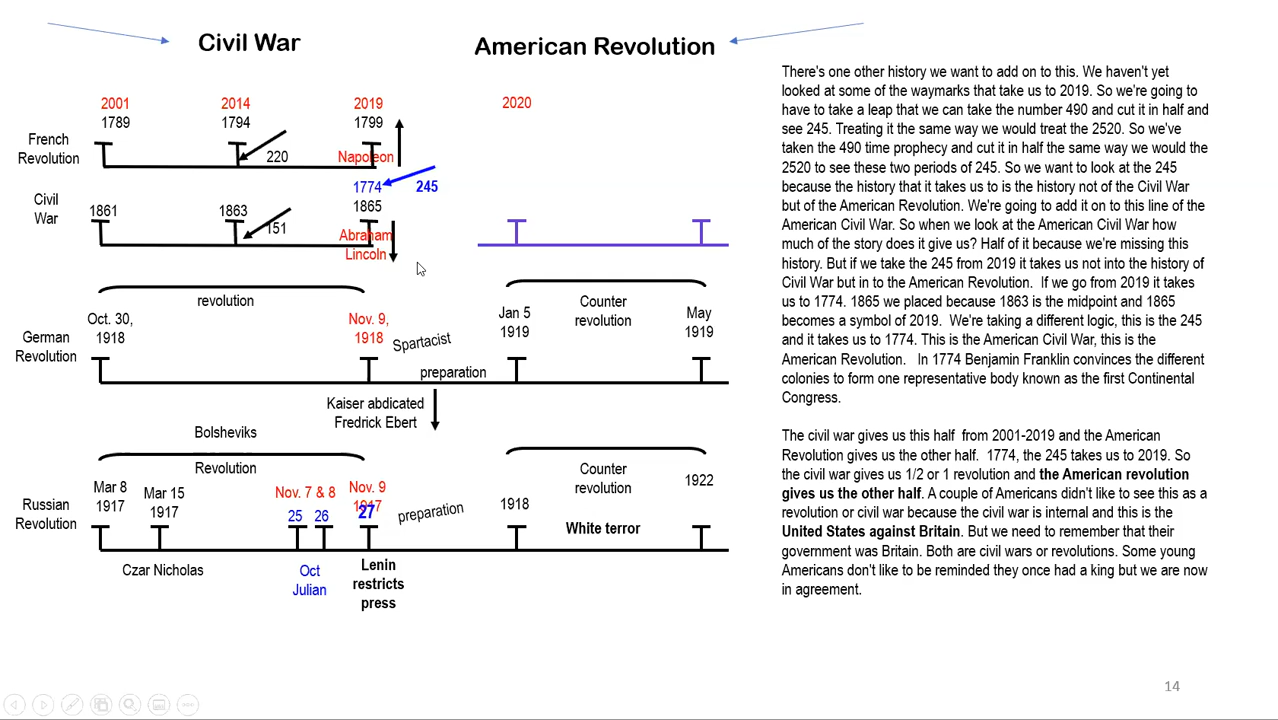 Civil War
American Revolution
2001
2014
2019
2020
1789
1794
1799
French
Revolution
220
Napoleon
1774
245
Civil
War
1861
1863
1865
151
Abraham
Lincoln
revolution
Counter
revolution
Oct. 30,
1918
Nov. 9,
1918
Jan 5
1919
May
1919
German
Revolution
Spartacist
preparation
Kaiser abdicated
Fredrick Ebert
Bolsheviks
Revolution
Counter
revolution
Mar 8
1917
Mar 15
1917
Nov. 7 & 8
Nov. 9
1917
27
25
26
1918
1922
Russian
Revolution
preparation
White terror
Czar Nicholas
Oct
Julian
Lenin
restricts
press
There's one other history we want to add on to this. We haven't yet
looked at some of the waymarks that take us to 2019. So we're going to
have to take a leap that we can take the number 490 and cut it in half and
see 245. Treating it the same way we would treat the 2520. So we've
taken the 490 time prophecy and cut it in half the same way we would the
2520 to see these two periods of 245. So we want to look at the 245
because the history that it takes us to is the history not of the Civil War
but of the American Revolution. We're going to add it on to this line of the
American Civil War. So when we look at the American Civil War how
much of the story does it give us? Half of it because we're missing this
history. But if we take the 245 from 2019 it takes us not into the history of
Civil War but in to the American Revolution. If we go from 2019 it takes
us to 1774. 1865 we placed because 1863 is the midpoint and 1865
becomes a symbol of 2019. We're taking a different logic, this is the 245
and it takes us to 1774. This is the American Civil War, this is the
American Revolution. In 1774 Benjamin Franklin convinces the different
colonies to form one representative body known as the first Continental
Congress.
The civil war gives us this half from 2001-2019 and the American
Revolution gives us the other half. 1774, the 245 takes us to 2019. So
the civil war gives us 1/2 or 1 revolution and the American revolution
gives us the other half. A couple of Americans didn't like to see this as a
revolution or civil war because the civil war is internal and this is the
United States against Britain. But we need to remember that their
government was Britain. Both are civil wars or revolutions. Some young
Americans don't like to be reminded they once had a king but we are now
in agreement.
14